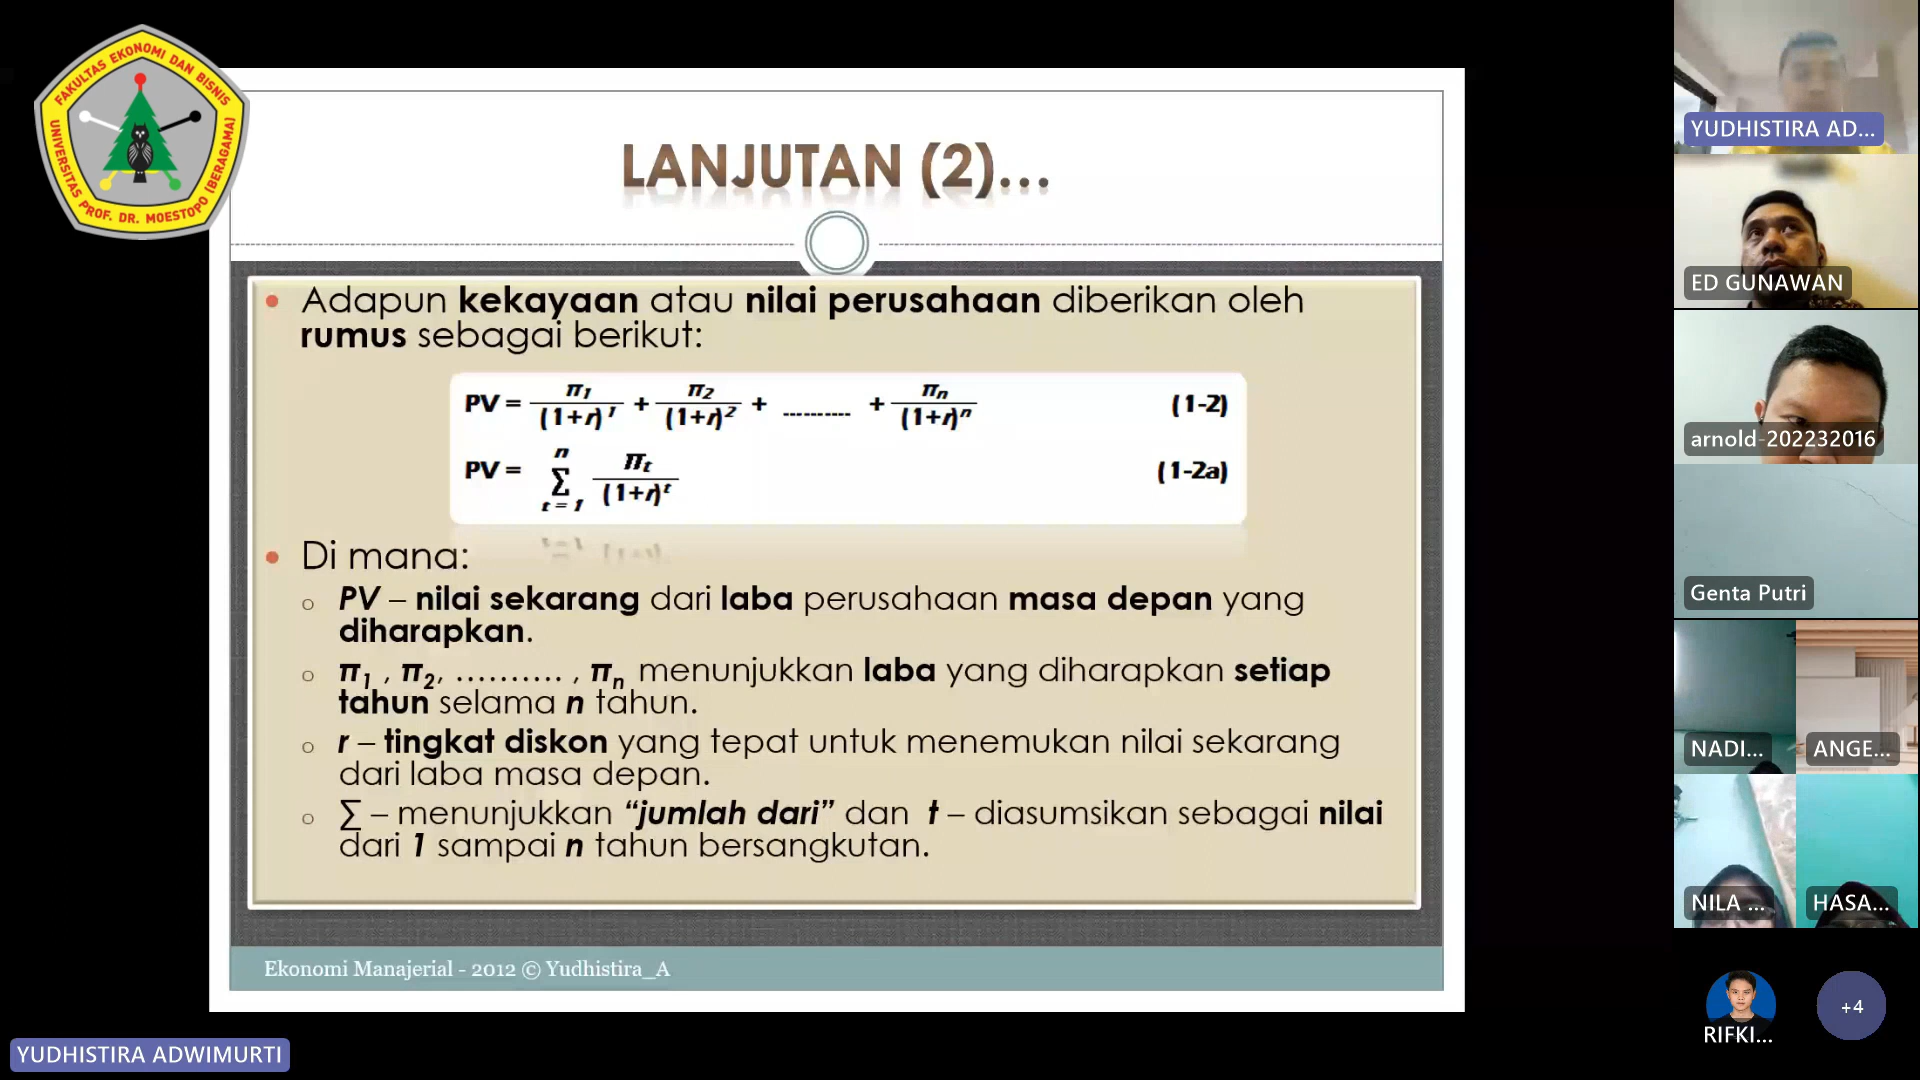 FAKULTAS EKONOMI DAN BISNIS
UNIVERSITAS PROF. DR. MOESTOPO (BERAGAMA)
LANJUTAN (2)...
• Adapun kekayaan atau nilai perusahaan diberikan oleh
rumus sebagai berikut:
PV = π1/(1+r)^1 + π2/(1+r)^2 + .......... + πn/(1+r)^n (1-2)
PV = n Σ t = 1 πt/(1+r)^t (1-2a)
• Di mana:
o PV – nilai sekarang dari laba perusahaan masa depan yang
diharapkan.
o π1 , π2, .......... , πn menunjukkan laba yang diharapkan setiap
tahun selama n tahun.
o r – tingkat diskon yang tepat untuk menemukan nilai sekarang
dari laba masa depan.
o ∑ – menunjukkan “jumlah dari” dan t – diasumsikan sebagai nilai
dari 1 sampai n tahun bersangkutan.
Ekonomi Manajerial - 2012 © Yudhistira_A
YUDHISTIRA ADWIMURTI
YUDHISTIRA AD...
ED GUNAWAN
arnold-202232016
Genta Putri
NADI...
ANGE...
NILA ...
HASA...
RIFKI...
+4